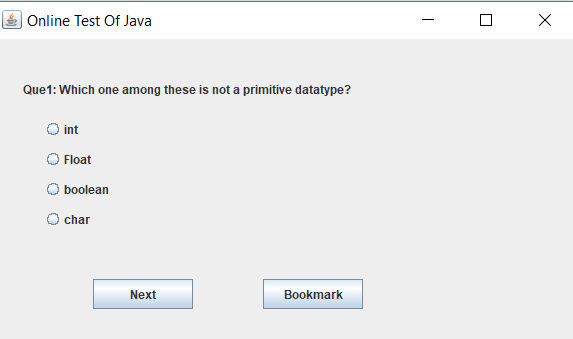 Online Test Of Java
Que1: Which one among these is not a primitive datatype?
int
Float
boolean
char
Next
Bookmark